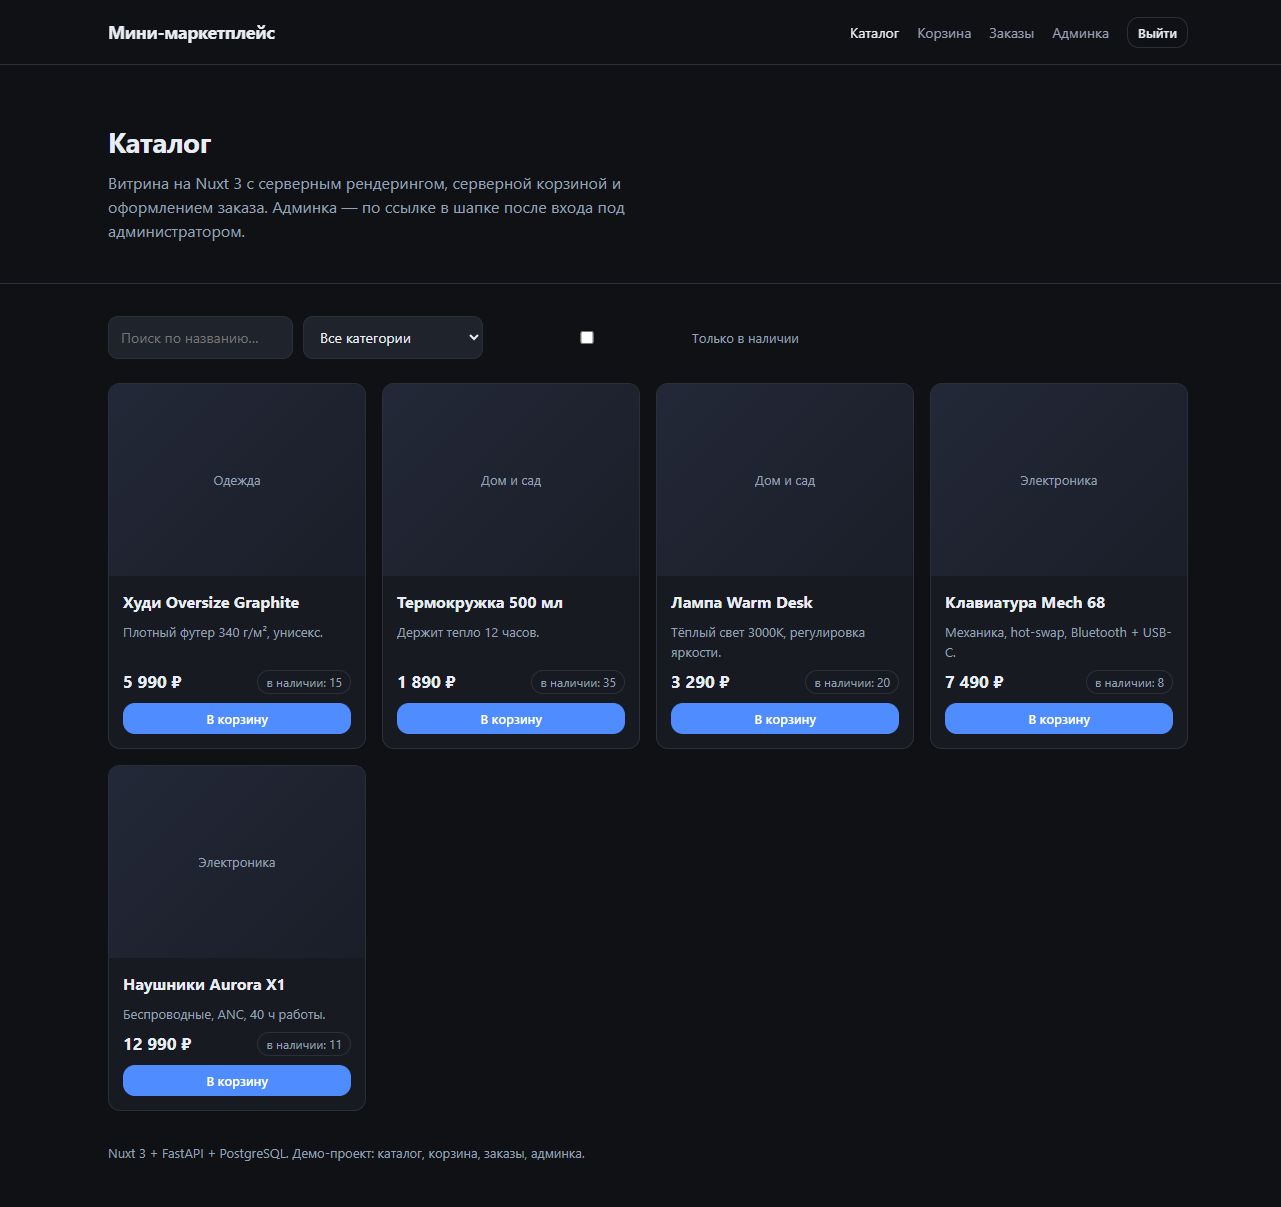 Мини-маркетплейс
Каталог
Корзина
Заказы
Админка
Выйти
Каталог
Витрина на Nuxt 3 с серверным рендерингом, серверной корзиной и
оформлением заказа. Админка — по ссылке в шапке после входа под
администратором.
Поиск по названию...
Все категории
Только в наличии
Одежда
Худи Oversize Graphite
Плотный футер 340 г/м², унисекс.
5 990 ₽
в наличии: 15
В корзину
Дом и сад
Термокружка 500 мл
Держит тепло 12 часов.
1 890 ₽
в наличии: 35
В корзину
Дом и сад
Лампа Warm Desk
Тёплый свет 3000K, регулировка
яркости.
3 290 ₽
в наличии: 20
В корзину
Электроника
Клавиатура Mech 68
Механика, hot-swap, Bluetooth + USB-
C.
7 490 ₽
в наличии: 8
В корзину
Электроника
Наушники Aurora X1
Беспроводные, ANC, 40 ч работы.
12 990 ₽
в наличии: 11
В корзину
Nuxt 3 + FastAPI + PostgreSQL. Демо-проект: каталог, корзина, заказы, админка.